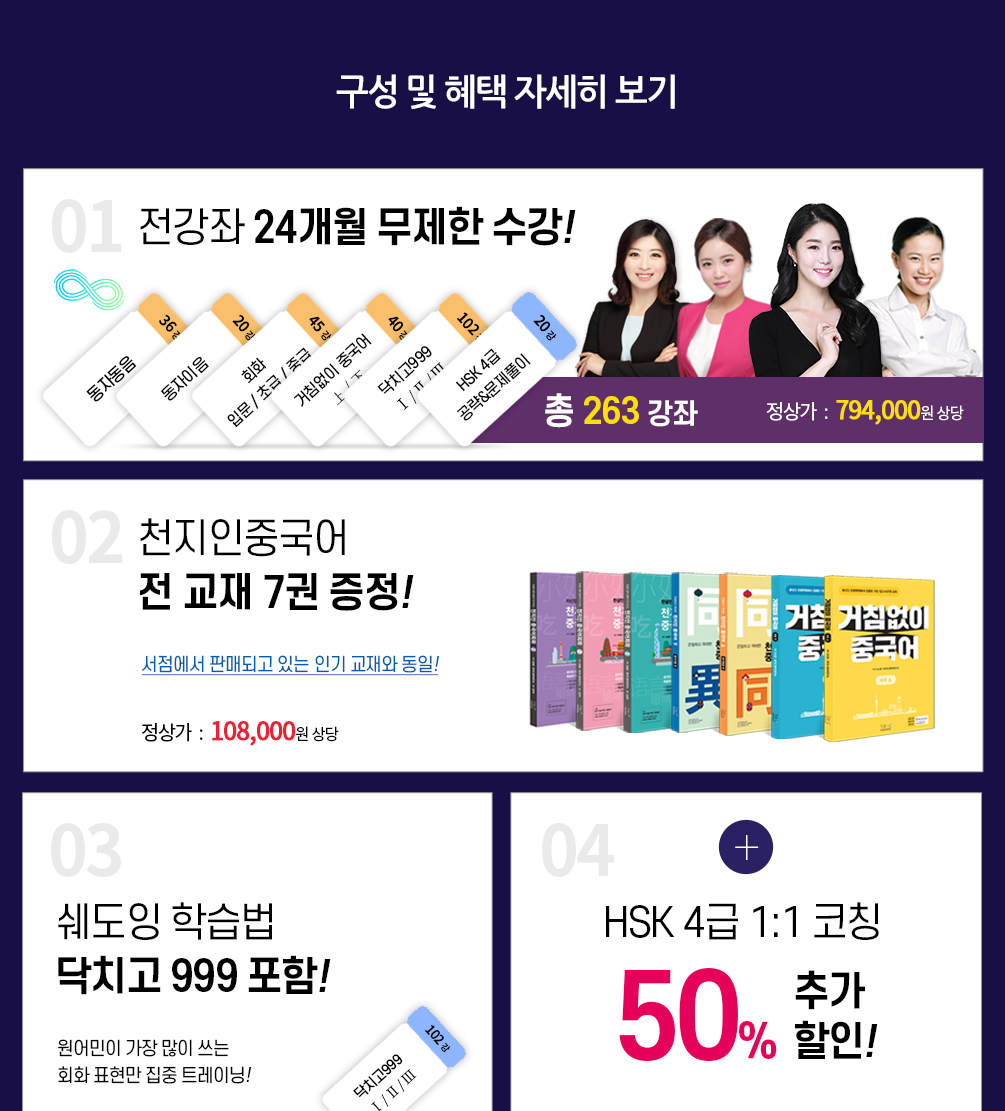 구성 및 혜택 자세히 보기
01
전강좌 24개월 무제한 수강!
36강
동자동음
20강
동자이음
45강
회화
입문 / 초급 / 중급
40강
거침없이 중국어
상 / 하
102
닥치고999
Ⅰ / Ⅱ / Ⅲ
20강
HSK 4급
공략&문제풀이
총 263 강좌
정상가 : 794,000원 상당
02
천지인중국어
전 교재 7권 증정!
서점에서 판매되고 있는 인기 교재와 동일!
정상가 : 108,000원 상당
異
同
同
거침
중
거침없이
중국어
03
쉐도잉 학습법
닥치고 999 포함!
원어민이 가장 많이 쓰는
회화 표현만 집중 트레이닝!
102강
닥치고999
Ⅰ / Ⅱ / Ⅲ
04
+
HSK 4급 1:1 코칭
50% 추가
할인!